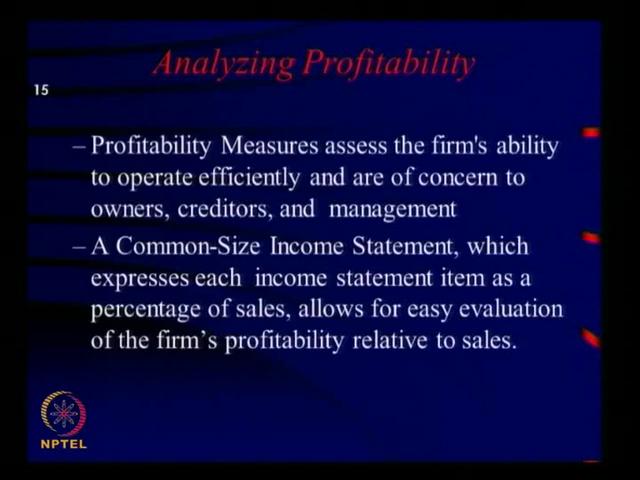 Analyzing Profitability
15
– Profitability Measures assess the firm's ability
to operate efficiently and are of concern to
owners, creditors, and management
– A Common-Size Income Statement, which
expresses each income statement item as a
percentage of sales, allows for easy evaluation
of the firm’s profitability relative to sales.
NPTEL